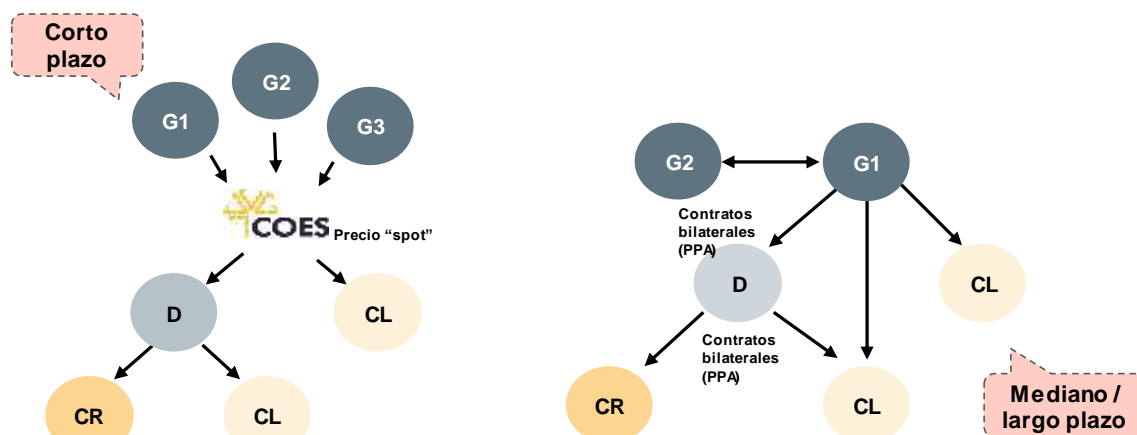 Corto
plazo
G1
G2
G3
COES
Precio “spot”
D
CL
CR
CL
G2
G1
Contratos
bilaterales
(PPA)
D
CL
Contratos
bilaterales
(PPA)
CR
CL
Mediano /
largo plazo